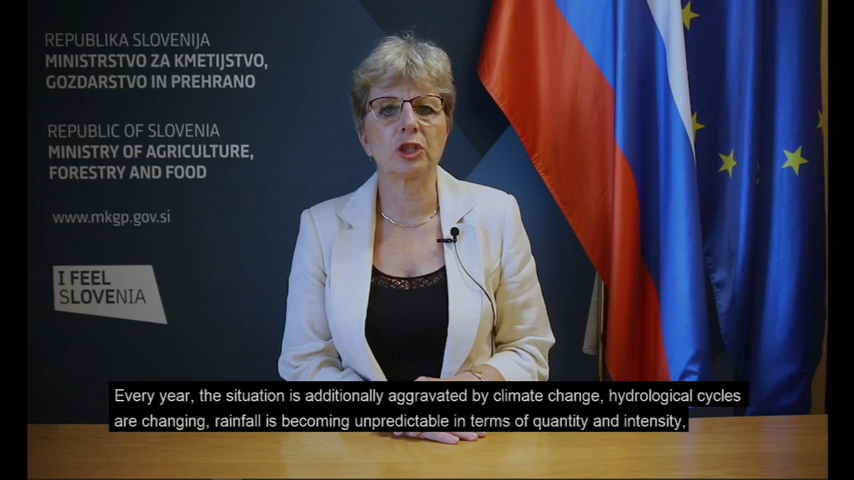 REPUBLIKA SLOVENIJA
MINISTRSTVO ZA KMETIJSTVO,
GOZDARSTVO IN PREHRANO
REPUBLIC OF SLOVENIA
MINISTRY OF AGRICULTURE,
FORESTRY AND FOOD
www.mkgp.gov.si
I FEEL
SLOVENIA
Every year, the situation is additionally aggravated by climate change, hydrological cycles
are changing, rainfall is becoming unpredictable in terms of quantity and intensity,